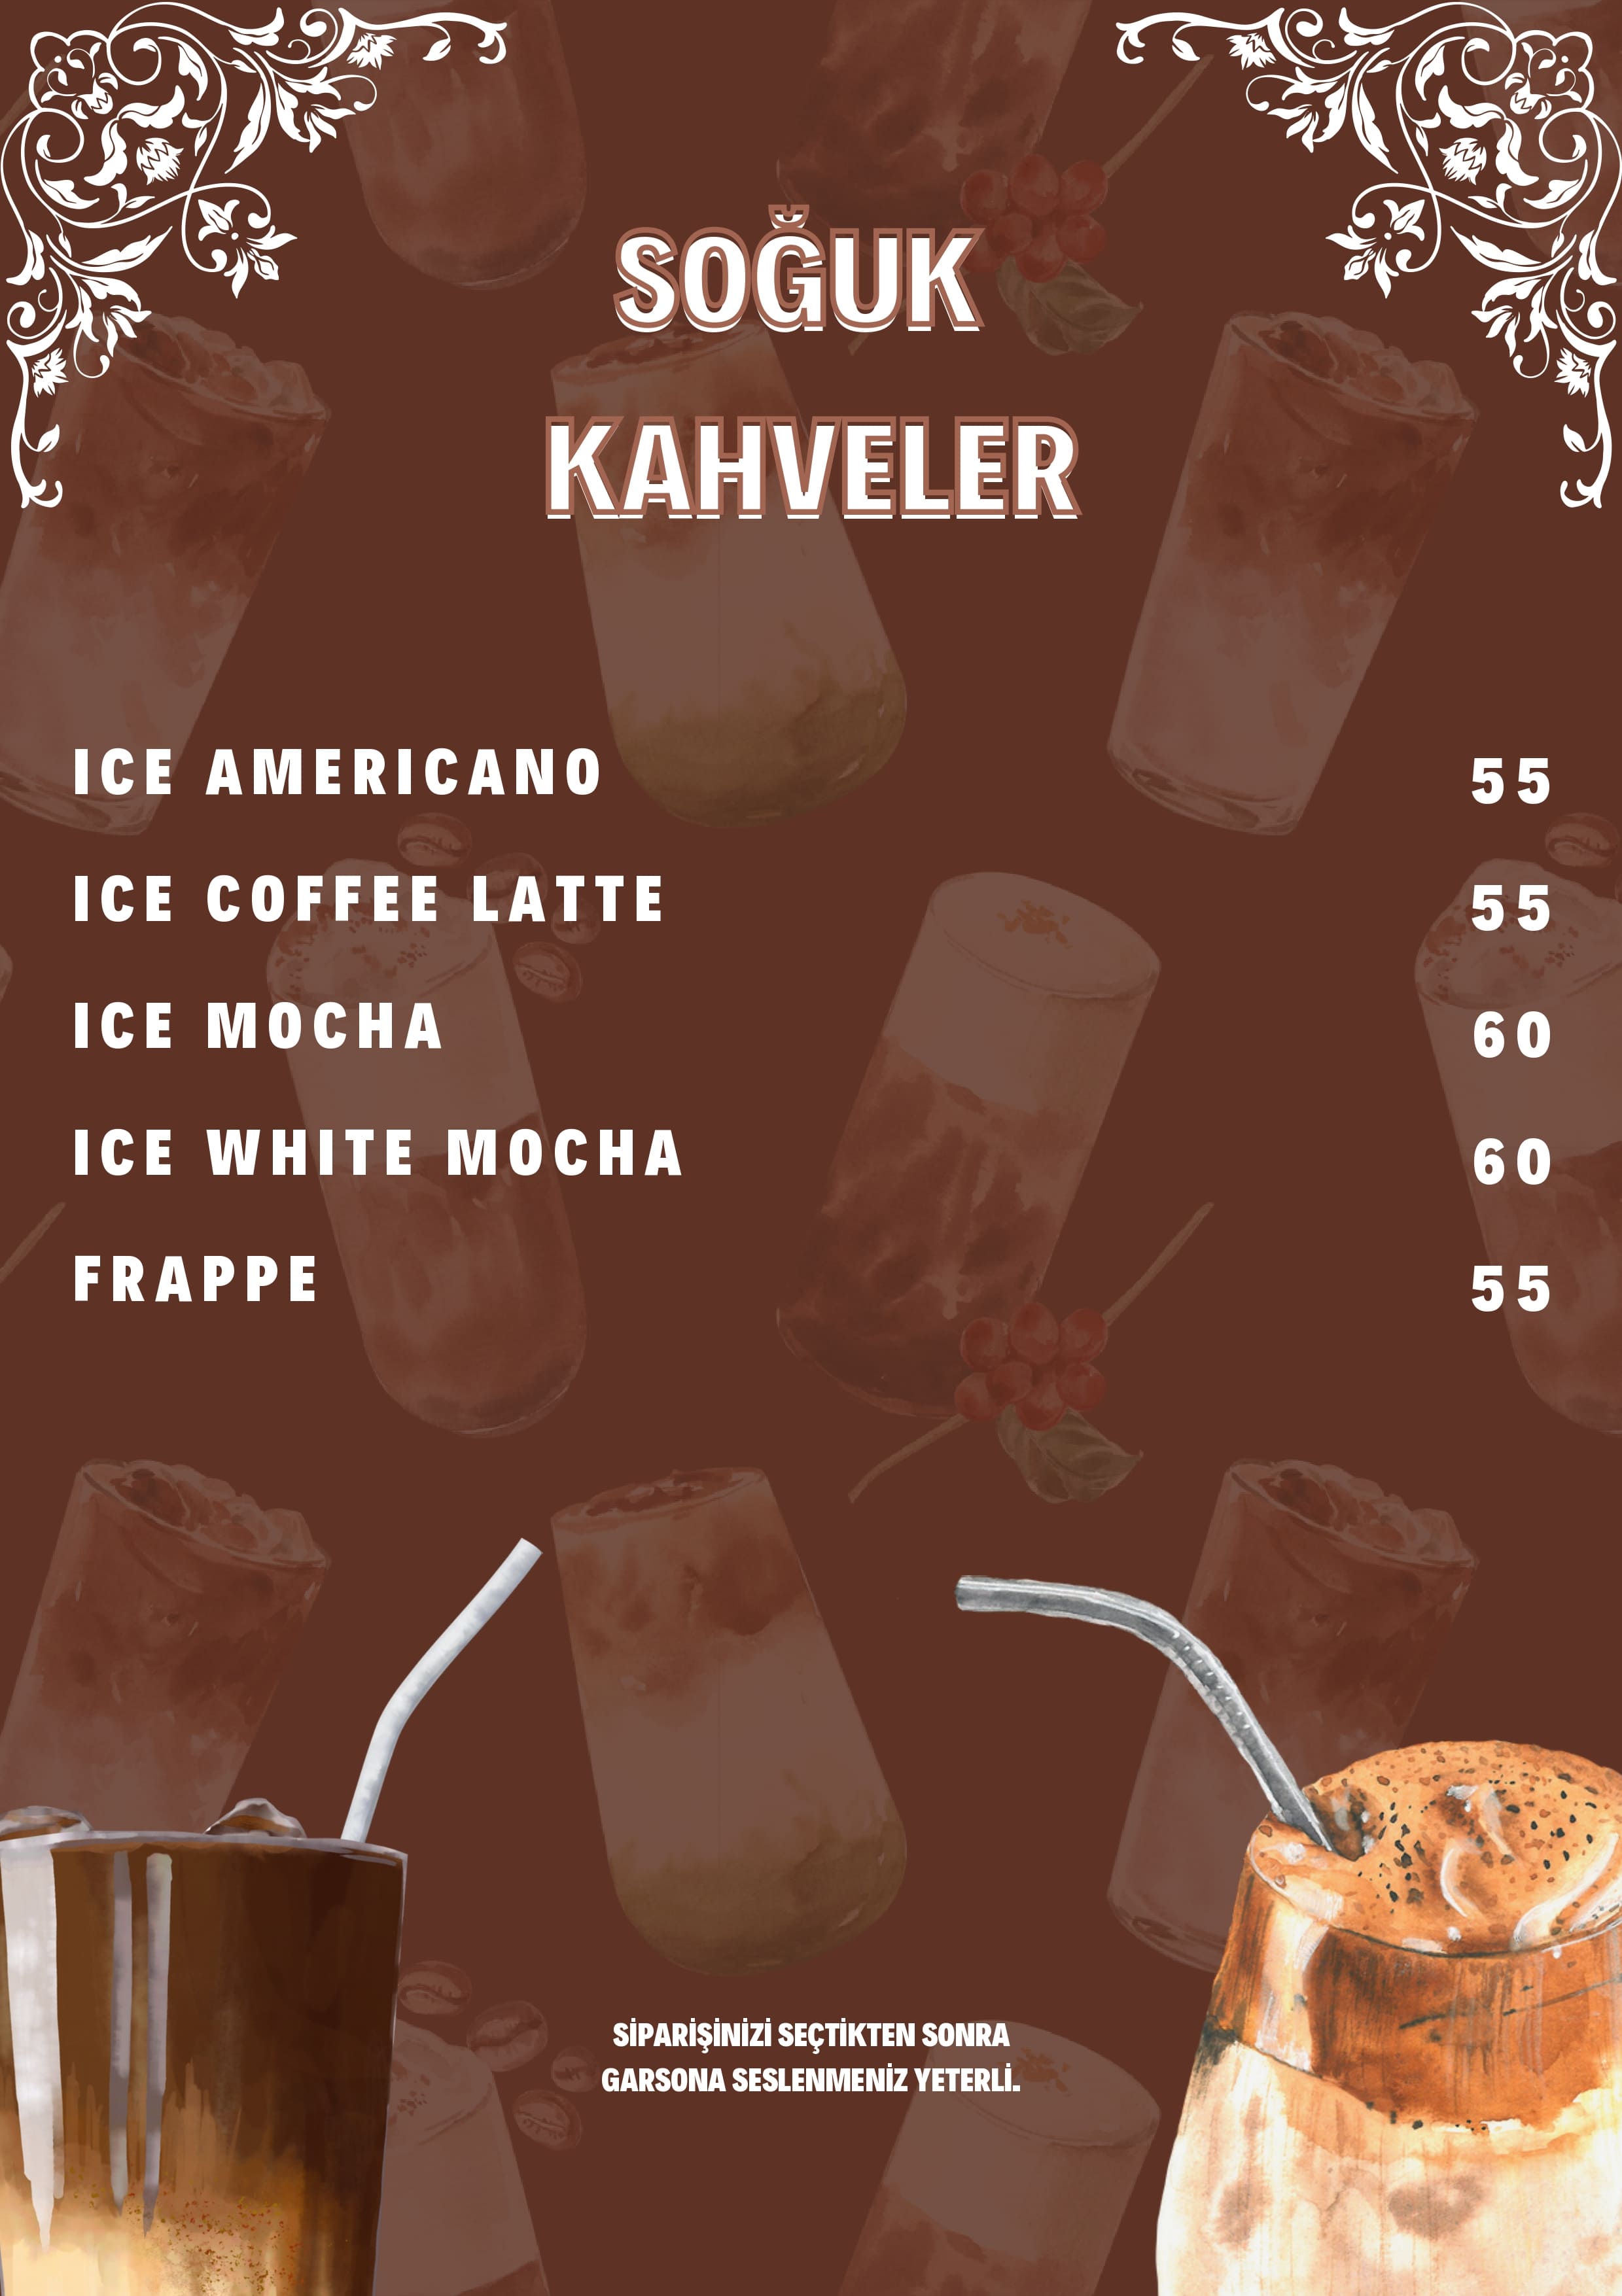 SOĞUK
KAHVELER
ICE AMERICANO 55
ICE COFFEE LATTE 55
ICE MOCHA 60
ICE WHITE MOCHA 60
FRAPPE 55
SİPARİŞİNİZİ SEÇTİKTEN SONRA
GARSONA SESLENMENİZ YETERLİ.